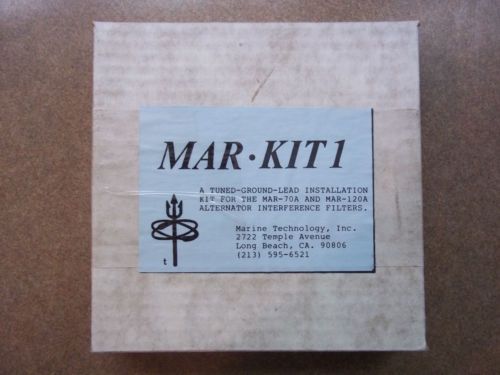 MAR·KIT1
A TUNED-GROUND-LEAD INSTALLATION
KIT FOR THE MAR-70A AND MAR-120A
ALTERNATOR INTERFERENCE FILTERS.
Marine Technology, Inc.
2722 Temple Avenue
Long Beach, CA. 90806
(213) 595-6521
t